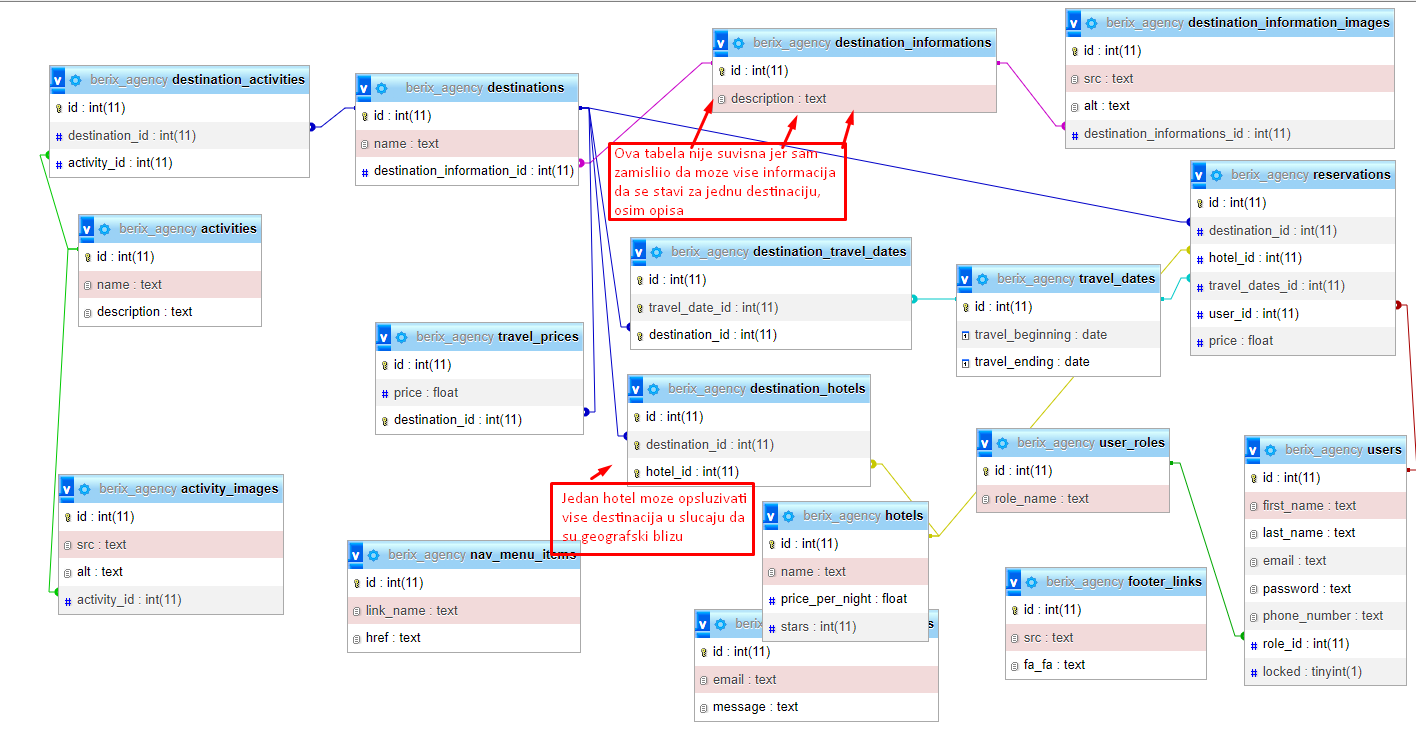 berix_agency destination_activities
id : int(11)
destination_id : int(11)
activity_id : int(11)
berix_agency destinations
id : int(11)
name : text
destination_information_id : int(11)
berix_agency destination_informations
id : int(11)
description : text
berix_agency destination_information_images
id : int(11)
src : text
alt : text
destination_informations_id : int(11)
Ova tabela nije suvisna jer sam
zamisliio da moze vise informacija
da se stavi za jednu destinaciju,
osim opisa
berix_agency reservations
id : int(11)
destination_id : int(11)
hotel_id : int(11)
travel_dates_id : int(11)
user_id : int(11)
price : float
berix_agency activities
id : int(11)
name : text
description : text
berix_agency destination_travel_dates
id : int(11)
travel_date_id : int(11)
destination_id : int(11)
berix_agency travel_dates
id : int(11)
travel_beginning : date
travel_ending : date
berix_agency travel_prices
id : int(11)
price : float
destination_id : int(11)
berix_agency destination_hotels
id : int(11)
destination_id : int(11)
hotel_id : int(11)
berix_agency user_roles
id : int(11)
role_name : text
berix_agency users
id : int(11)
first_name : text
last_name : text
email : text
password : text
phone_number : text
role_id : int(11)
locked : tinyint(1)
berix_agency activity_images
id : int(11)
src : text
alt : text
activity_id : int(11)
Jedan hotel moze opsluzivati
vise destinacija u slucaju da
su geografski blizu
berix_agency nav_menu_items
id : int(11)
link_name : text
href : text
berix_agency hotels
id : int(11)
name : text
price_per_night : float
stars : int(11)
berix_agency footer_links
id : int(11)
src : text
fa_fa : text
id : int(11)
email : text
message : text